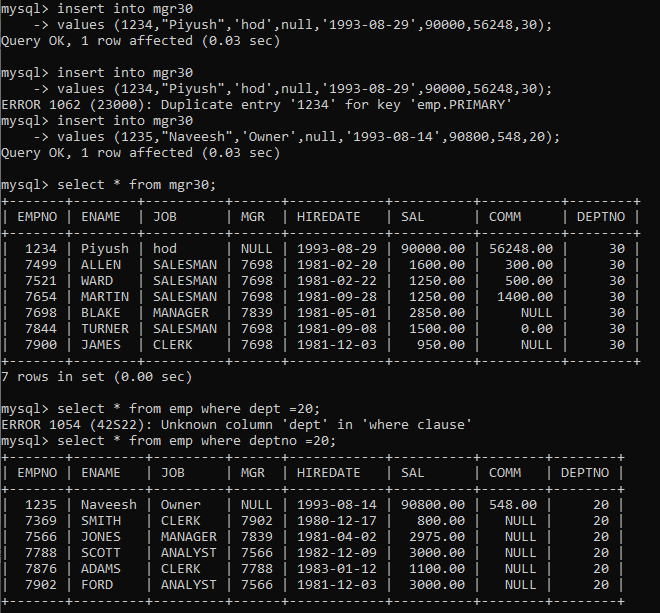 mysql> insert into mgr30
    -> values (1234,"Piyush",'hod',null,'1993-08-29',90000,56248,30);
Query OK, 1 row affected (0.03 sec)

mysql> insert into mgr30
    -> values (1234,"Piyush",'hod',null,'1993-08-29',90000,56248,30);
ERROR 1062 (23000): Duplicate entry '1234' for key 'emp.PRIMARY'
mysql> insert into mgr30
    -> values (1235,"Naveesh",'Owner',null,'1993-08-14',90800,548,20);
Query OK, 1 row affected (0.03 sec)

mysql> select * from mgr30;
+-------+--------+----------+------+------------+----------+----------+--------+
| EMPNO | ENAME  | JOB      | MGR  | HIREDATE   | SAL      | COMM     | DEPTNO |
+-------+--------+----------+------+------------+----------+----------+--------+
|  1234 | Piyush | hod      | NULL | 1993-08-29 | 90000.00 | 56248.00 |     30 |
|  7499 | ALLEN  | SALESMAN | 7698 | 1981-02-20 |  1600.00 |   300.00 |     30 |
|  7521 | WARD   | SALESMAN | 7698 | 1981-02-22 |  1250.00 |   500.00 |     30 |
|  7654 | MARTIN | SALESMAN | 7698 | 1981-09-28 |  1250.00 |  1400.00 |     30 |
|  7698 | BLAKE  | MANAGER  | 7839 | 1981-05-01 |  2850.00 |     NULL |     30 |
|  7844 | TURNER | SALESMAN | 7698 | 1981-09-08 |  1500.00 |     0.00 |     30 |
|  7900 | JAMES  | CLERK    | 7698 | 1981-12-03 |   950.00 |     NULL |     30 |
+-------+--------+----------+------+------------+----------+----------+--------+
7 rows in set (0.00 sec)

mysql> select * from emp where dept =20;
ERROR 1054 (42S22): Unknown column 'dept' in 'where clause'
mysql> select * from emp where deptno =20;
+-------+---------+---------+------+------------+----------+--------+--------+
| EMPNO | ENAME   | JOB     | MGR  | HIREDATE   | SAL      | COMM   | DEPTNO |
+-------+---------+---------+------+------------+----------+--------+--------+
|  1235 | Naveesh | Owner   | NULL | 1993-08-14 | 90800.00 | 548.00 |     20 |
|  7369 | SMITH   | CLERK   | 7902 | 1980-12-17 |   800.00 |   NULL |     20 |
|  7566 | JONES   | MANAGER | 7839 | 1981-04-02 |  2975.00 |   NULL |     20 |
|  7788 | SCOTT   | ANALYST | 7566 | 1982-12-09 |  3000.00 |   NULL |     20 |
|  7876 | ADAMS   | CLERK   | 7788 | 1983-01-12 |  1100.00 |   NULL |     20 |
|  7902 | FORD    | ANALYST | 7566 | 1981-12-03 |  3000.00 |   NULL |     20 |
+-------+---------+---------+------+------------+----------+--------+--------+